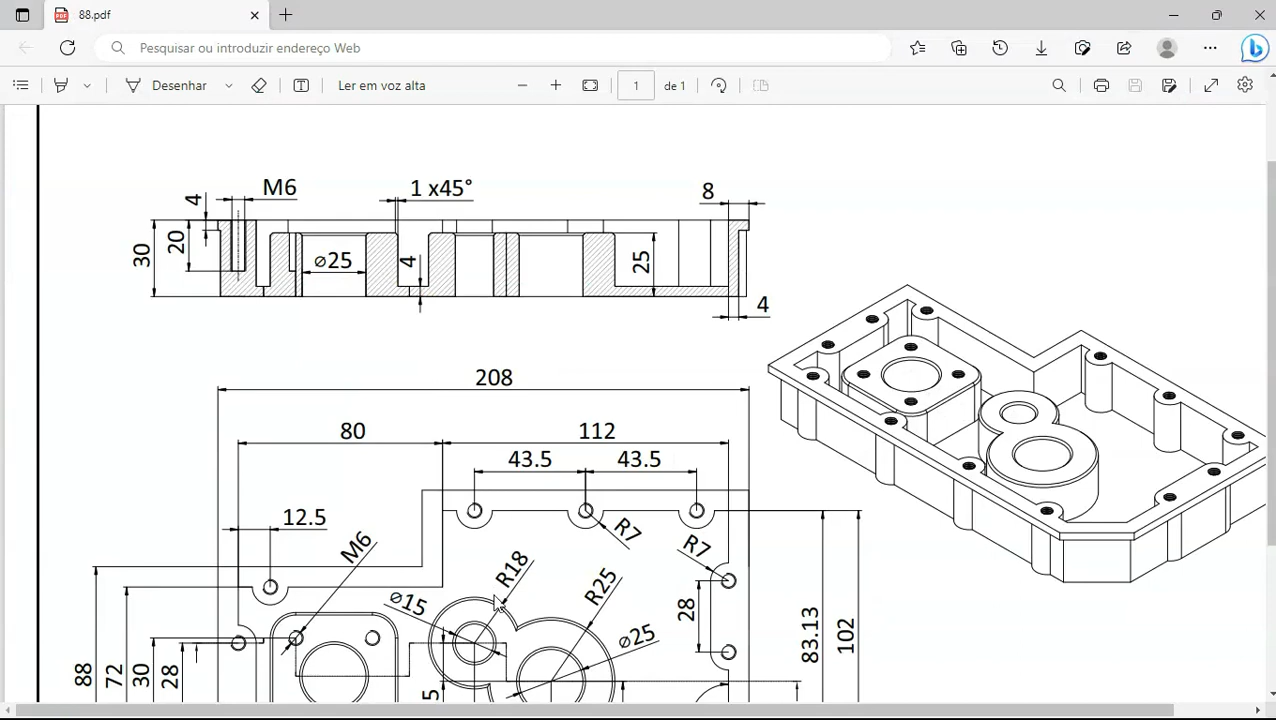 88.pdf
Pesquisar ou introduzir endereço Web
Desenhar
Ler em voz alta
1
de 1
M6
1 x45°
8
4
30
20
⌀25
4
25
4
208
80
112
43.5
43.5
12.5
M6
R7
R7
R18
R25
⌀15
⌀25
28
83.13
102
88
72
30
28
5